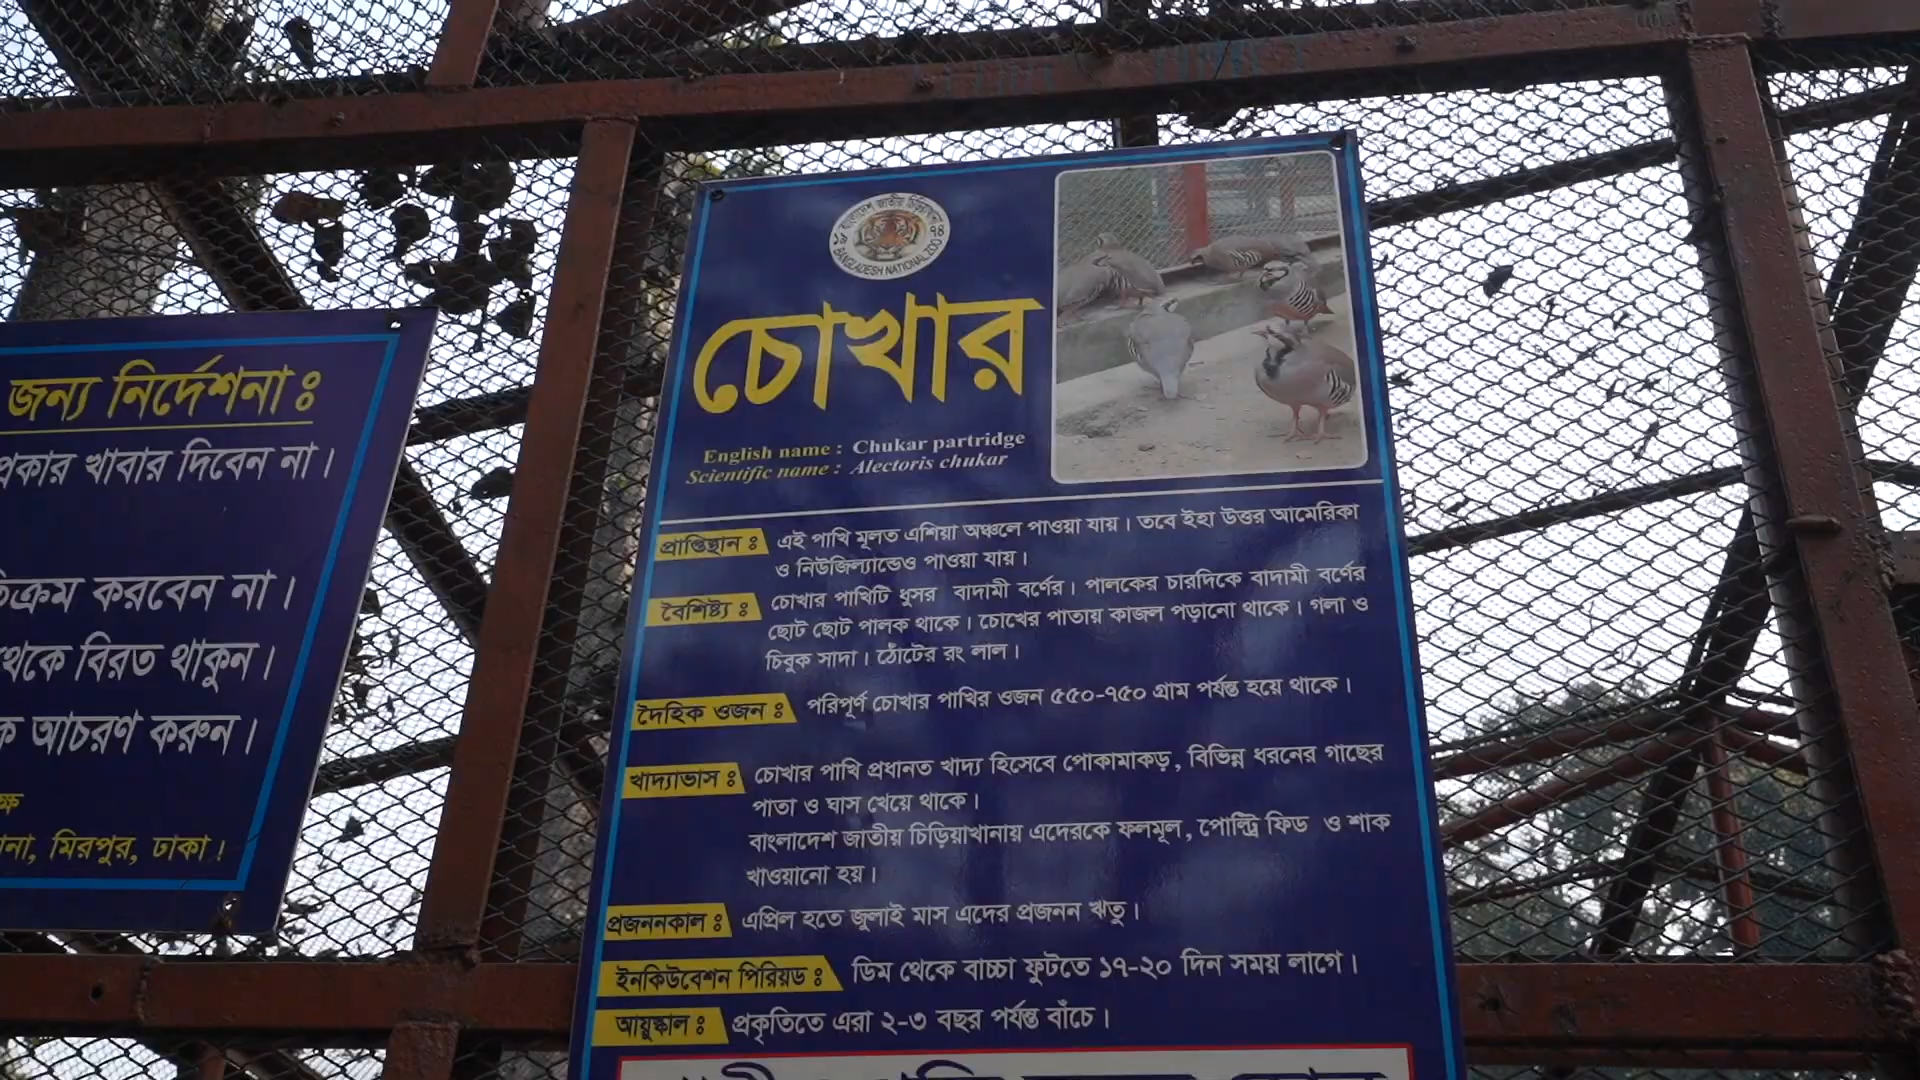 জন্য নির্দেশনাঃ
প্রকার খাবার দিবেন না।
করবেন না।
থেকে বিরত থাকুন।
আচরণ করুন।
মিরপুর, ঢাকা।
বাংলাদেশ জাতীয় চিড়িয়াখানা
১৯৭৪
BANGLADESH NATIONAL ZOO
চোখার
English name : Chukar partridge
Scientific name : Alectoris chukar
প্রাপ্তিস্থান ঃ এই পাখি মূলত এশিয়া অঞ্চলে পাওয়া যায়। তবে ইহা উত্তর আমেরিকা
ও নিউজিল্যান্ডেও পাওয়া যায়।
বৈশিষ্ট্য ঃ চোখার পাখিটি ধুসর বাদামী বর্ণের। পালকের চারদিকে বাদামী বর্ণের
ছোট ছোট পালক থাকে। চোখের পাতায় কাজল পড়ানো থাকে। গলা ও
চিবুক সাদা। ঠোঁটের রং লাল।
দৈহিক ওজন ঃ পরিপূর্ণ চোখার পাখির ওজন ৫৫০-৭৫০ গ্রাম পর্যন্ত হয়ে থাকে।
খাদ্যাভাস ঃ চোখার পাখি প্রধানত খাদ্য হিসেবে পোকামাকড়, বিভিন্ন ধরনের গাছের
পাতা ও ঘাস খেয়ে থাকে।
বাংলাদেশ জাতীয় চিড়িয়াখানায় এদেরকে ফলমূল, পোল্ট্রি ফিড ও শাক
খাওয়ানো হয়।
প্রজননকাল ঃ এপ্রিল হতে জুলাই মাস এদের প্রজনন ঋতু।
ইনকিউবেশন পিরিয়ড ঃ ডিম থেকে বাচ্চা ফুটতে ১৭-২০ দিন সময় লাগে।
আয়ুষ্কাল ঃ প্রকৃতিতে এরা ২-৩ বছর পর্যন্ত বাঁচে।